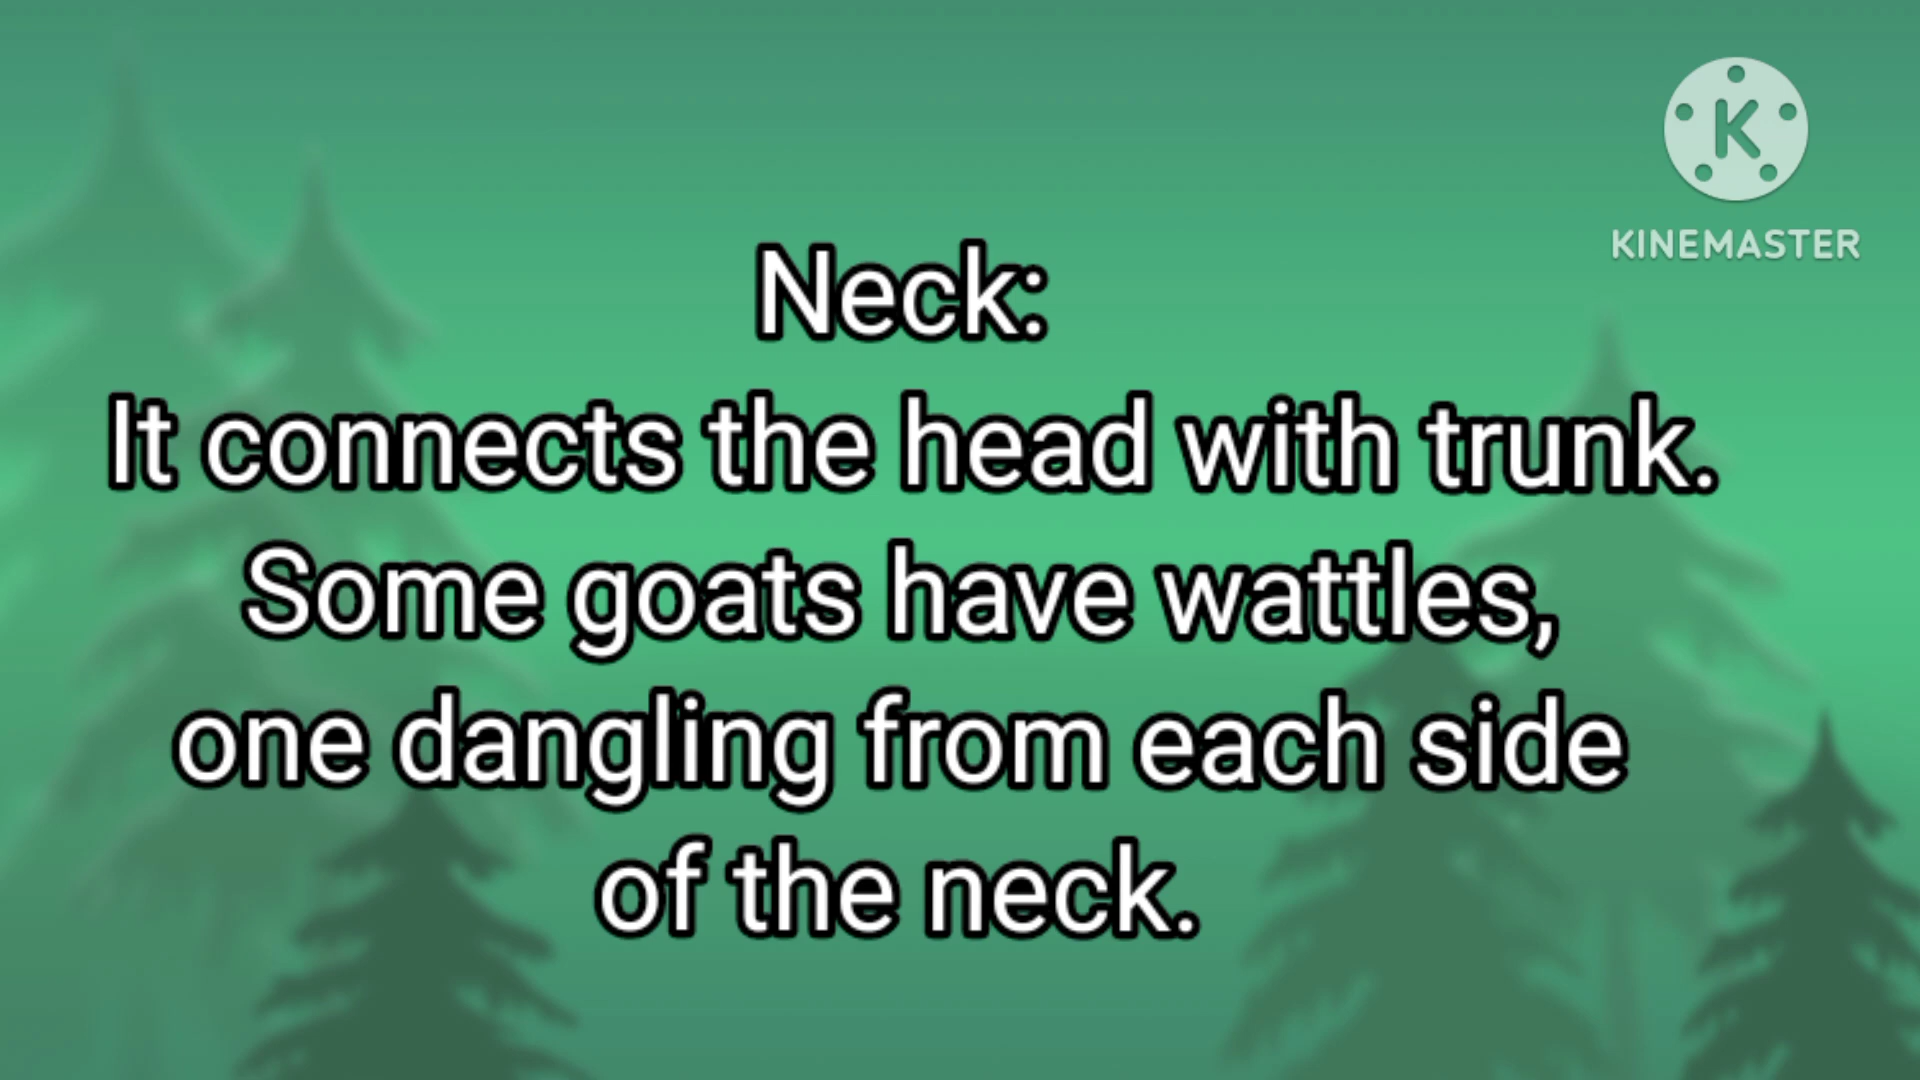 K
KINEMASTER
Neck:
It connects the head with trunk.
Some goats have wattles,
one dangling from each side
of the neck.